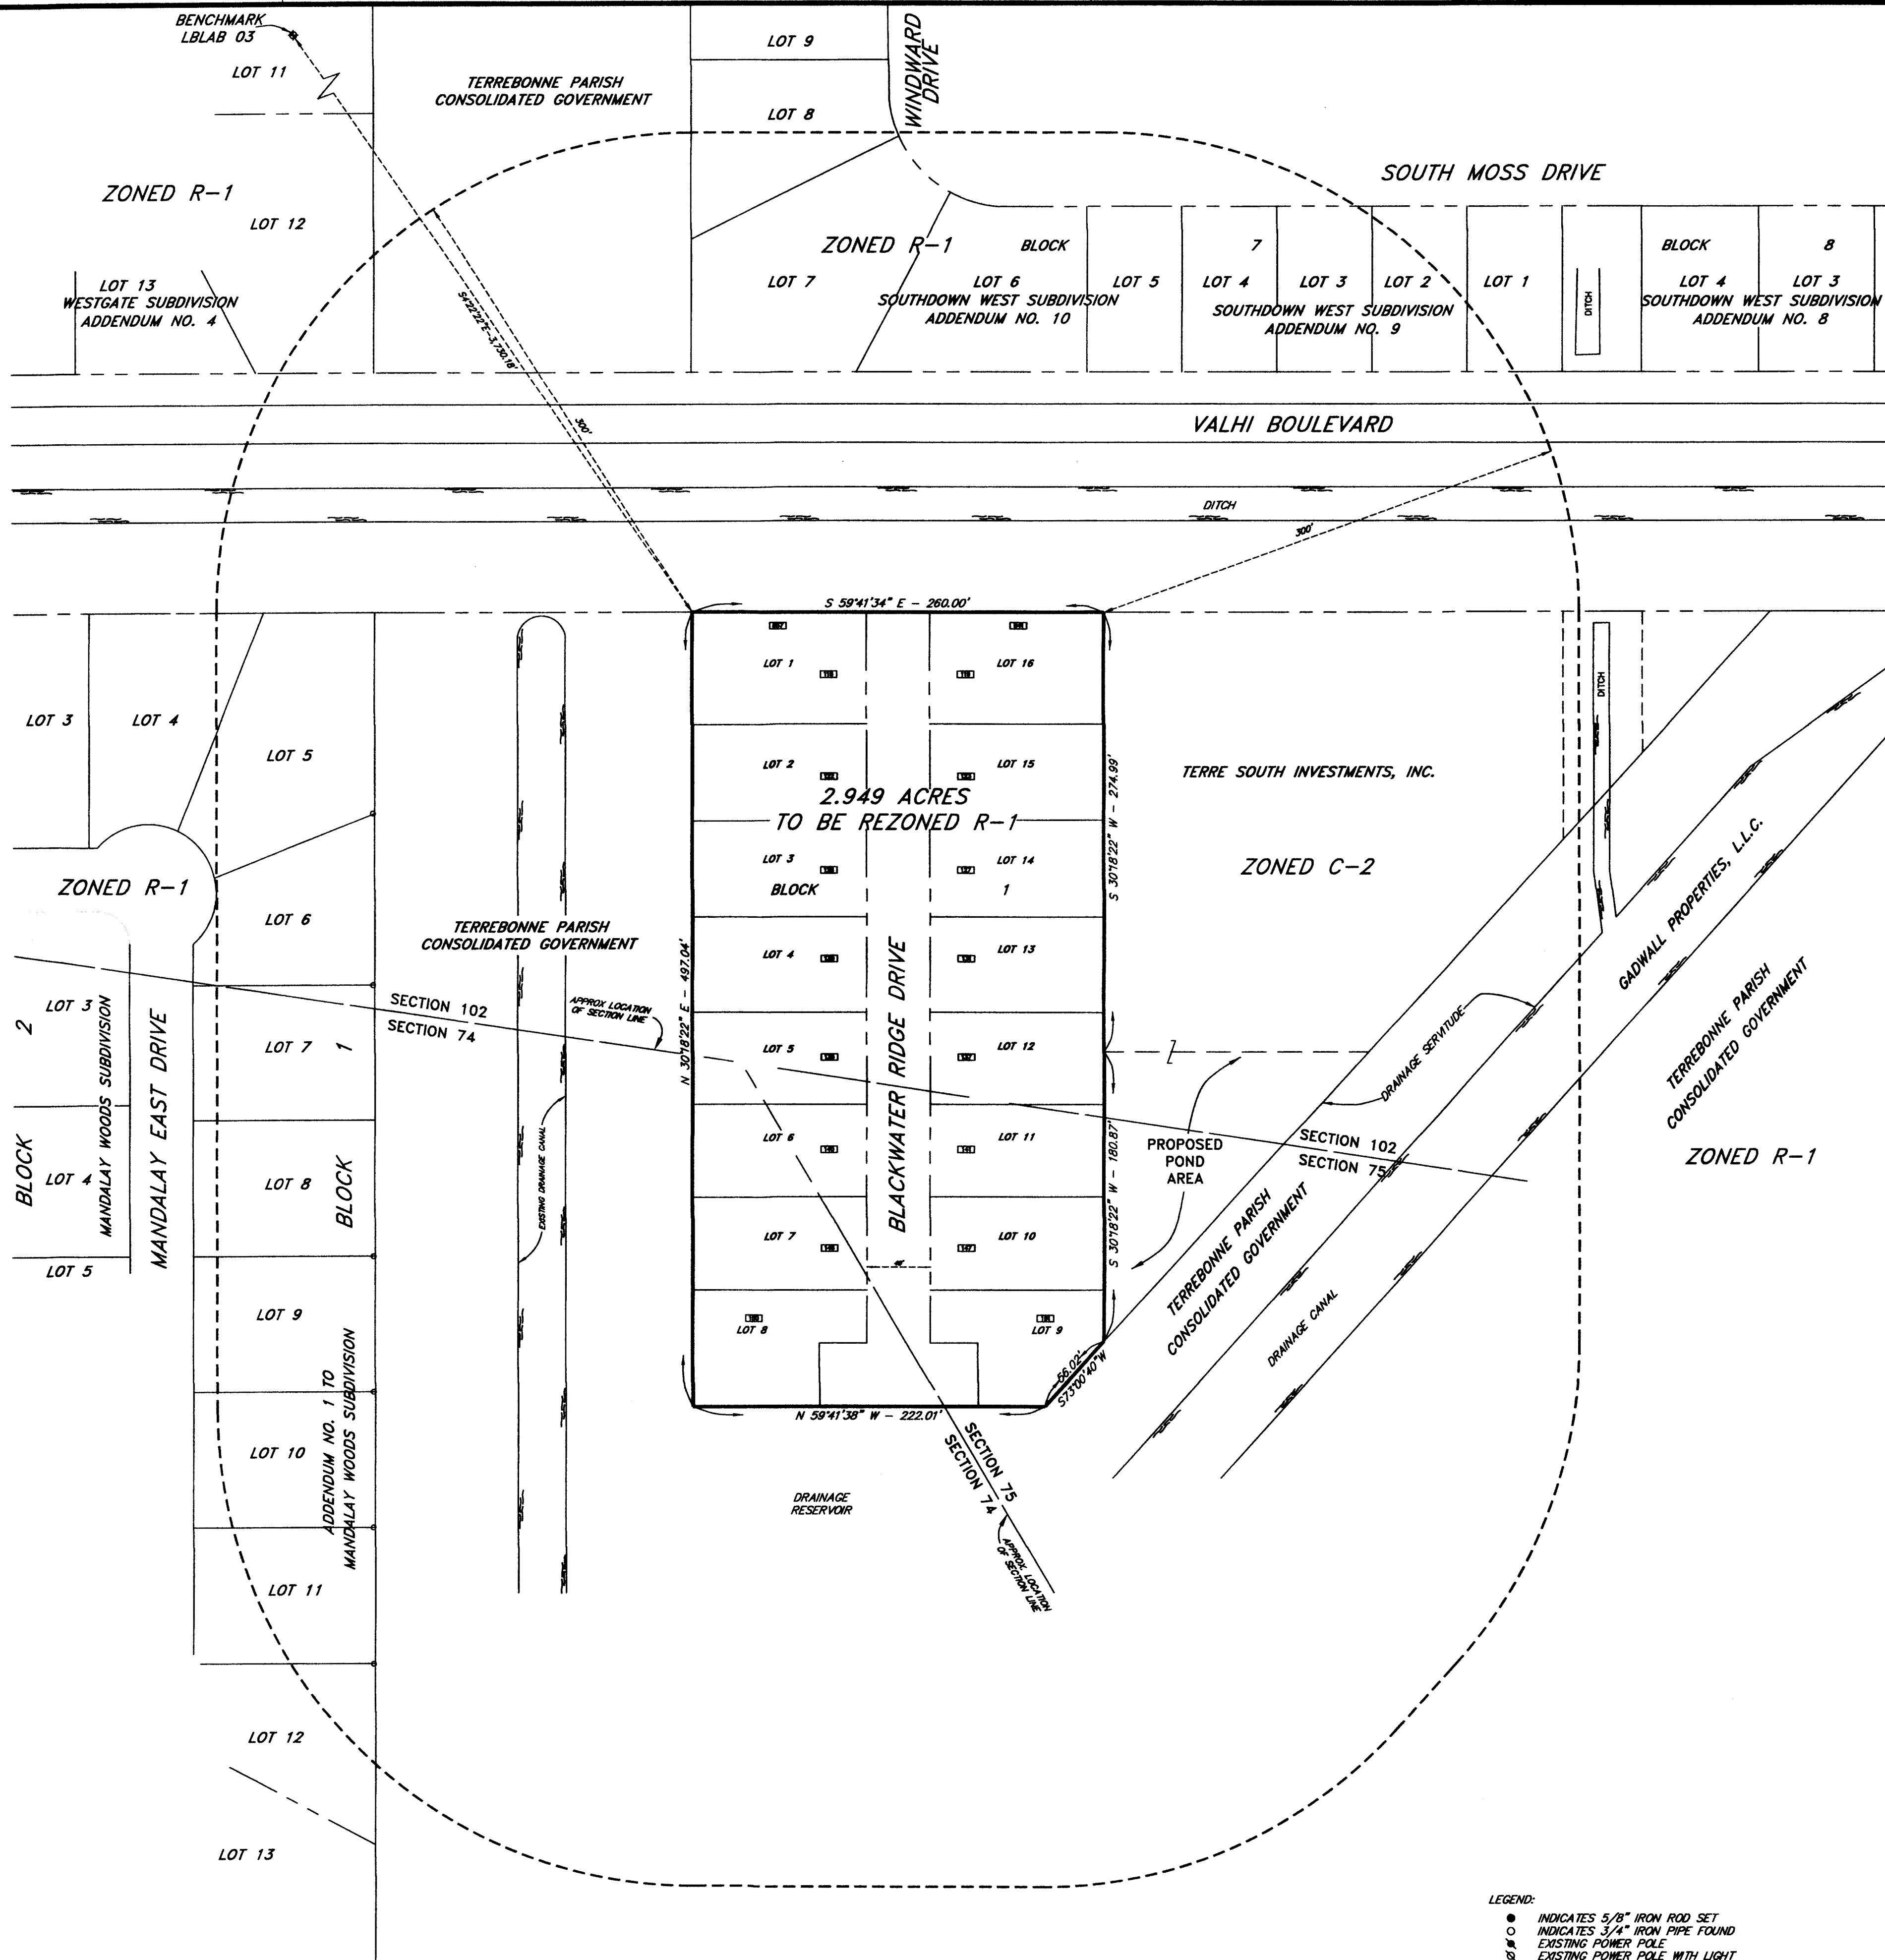 BENCHMARK
LBLAB 03
LOT 11
TERREBONNE PARISH
CONSOLIDATED GOVERNMENT
LOT 9
LOT 8
WINDWARD
DRIVE
SOUTH MOSS DRIVE
ZONED R-1
LOT 12
LOT 13
WESTGATE SUBDIVISION
ADDENDUM NO. 4
S4°22'22"E-3,730.18'
300'
ZONED R-1
BLOCK
7
LOT 7
LOT 6
SOUTHDOWN WEST SUBDIVISION
ADDENDUM NO. 10
LOT 5
LOT 4
LOT 3
LOT 2
LOT 1
SOUTHDOWN WEST SUBDIVISION
ADDENDUM NO. 9
DITCH
BLOCK
8
LOT 4
LOT 3
SOUTHDOWN WEST SUBDIVISION
ADDENDUM NO. 8
VALHI BOULEVARD
DITCH
300'
S 59°41'34" E - 260.00'
LOT 1
LOT 16
LOT 2
LOT 15
2.949 ACRES
TO BE REZONED R-1
LOT 3
LOT 14
BLOCK
1
LOT 4
LOT 13
LOT 5
LOT 12
LOT 6
LOT 11
LOT 7
LOT 10
LOT 8
LOT 9
BLACKWATER RIDGE DRIVE
N 30°18'22" E - 497.04'
S 30°18'22" W - 274.99'
S 30°18'22" W - 180.87'
56.02'
S73°00'40"W
N 59°41'38" W - 222.01'
LOT 3
LOT 4
LOT 5
ZONED R-1
LOT 6
TERREBONNE PARISH
CONSOLIDATED GOVERNMENT
SECTION 102
SECTION 74
APPROX LOCATION
OF SECTION LINE
2
LOT 3
BLOCK
LOT 4
LOT 5
MANDALAY WOODS SUBDIVISION
MANDALAY EAST DRIVE
LOT 7
1
LOT 8
BLOCK
LOT 9
LOT 10
ADDENDUM NO. 1 TO
MANDALAY WOODS SUBDIVISION
LOT 11
LOT 12
LOT 13
EXISTING DRAINAGE CANAL
TERRE SOUTH INVESTMENTS, INC.
ZONED C-2
DITCH
GADWALL PROPERTIES, L.L.C.
TERREBONNE PARISH
CONSOLIDATED GOVERNMENT
ZONED R-1
DRAINAGE SERVITUDE
PROPOSED
POND
AREA
SECTION 102
SECTION 75
TERREBONNE PARISH
CONSOLIDATED GOVERNMENT
DRAINAGE CANAL
SECTION 75
SECTION 74
APPROX. LOCATION
OF SECTION LINE
DRAINAGE
RESERVOIR
LEGEND:
INDICATES 5/8" IRON ROD SET
INDICATES 3/4" IRON PIPE FOUND
EXISTING POWER POLE
EXISTING POWER POLE WITH LIGHT